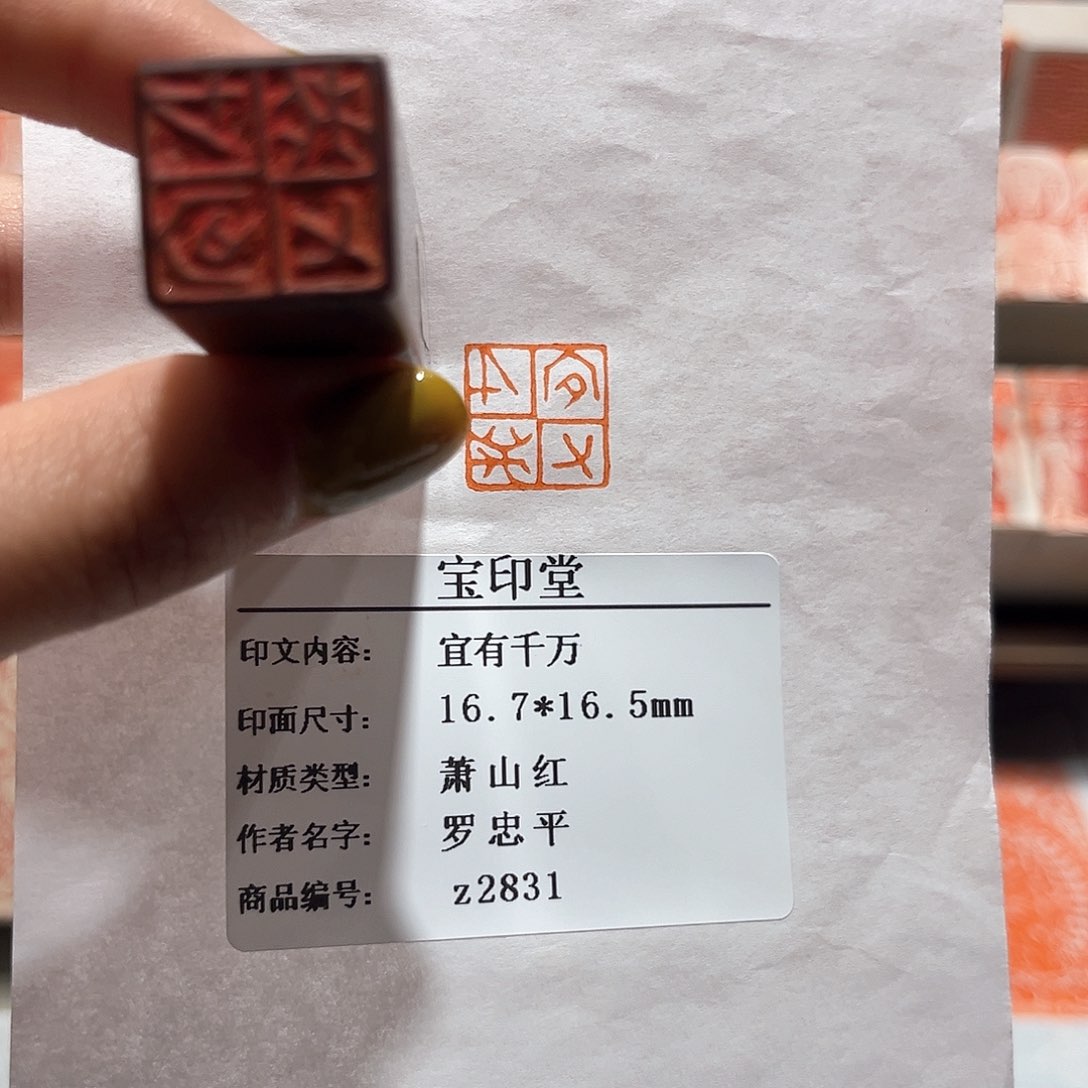 宝印堂
印文内容: 宜有千万
印面尺寸: 16.7*16.5mm
材质类型: 萧山红
作者名字: 罗忠平
商品编号: z2831